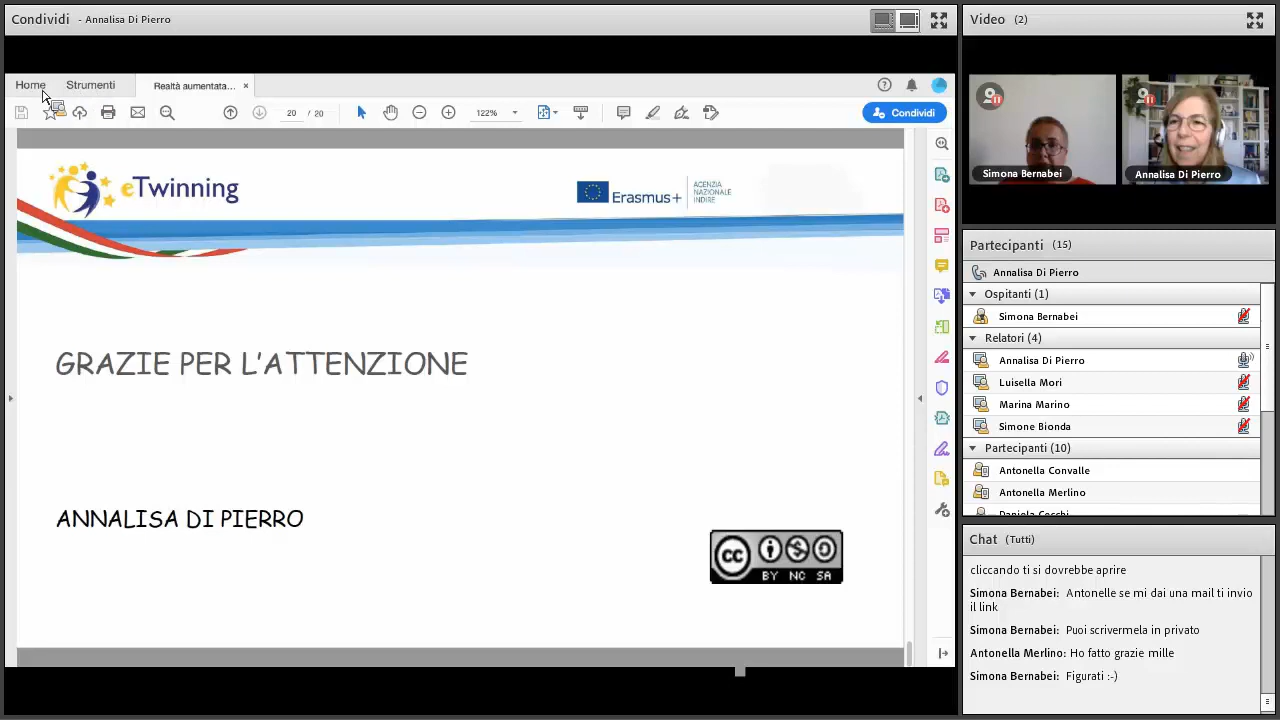 Condividi - Annalisa Di Pierro
Home
Strumenti
Realtà aumentata... ×
20 / 20
122%
Condividi
eTwinning
Erasmus+
AGENZIA
NAZIONALE
INDIRE
GRAZIE PER L'ATTENZIONE
ANNALISA DI PIERRO
cc
BY NC SA
Video (2)
Simona Bernabei
Annalisa Di Pierro
Partecipanti (15)
Annalisa Di Pierro
Ospitanti (1)
Simona Bernabei
Relatori (4)
Annalisa Di Pierro
Luisella Mori
Marina Marino
Simone Bionda
Partecipanti (10)
Antonella Convalle
Antonella Merlino
Daniela Cecchi
Chat (Tutti)
cliccando ti si dovrebbe aprire
Simona Bernabei: Antonelle se mi dai una mail ti invio
il link
Simona Bernabei: Puoi scrivermela in privato
Antonella Merlino: Ho fatto grazie mille
Simona Bernabei: Figurati :-)